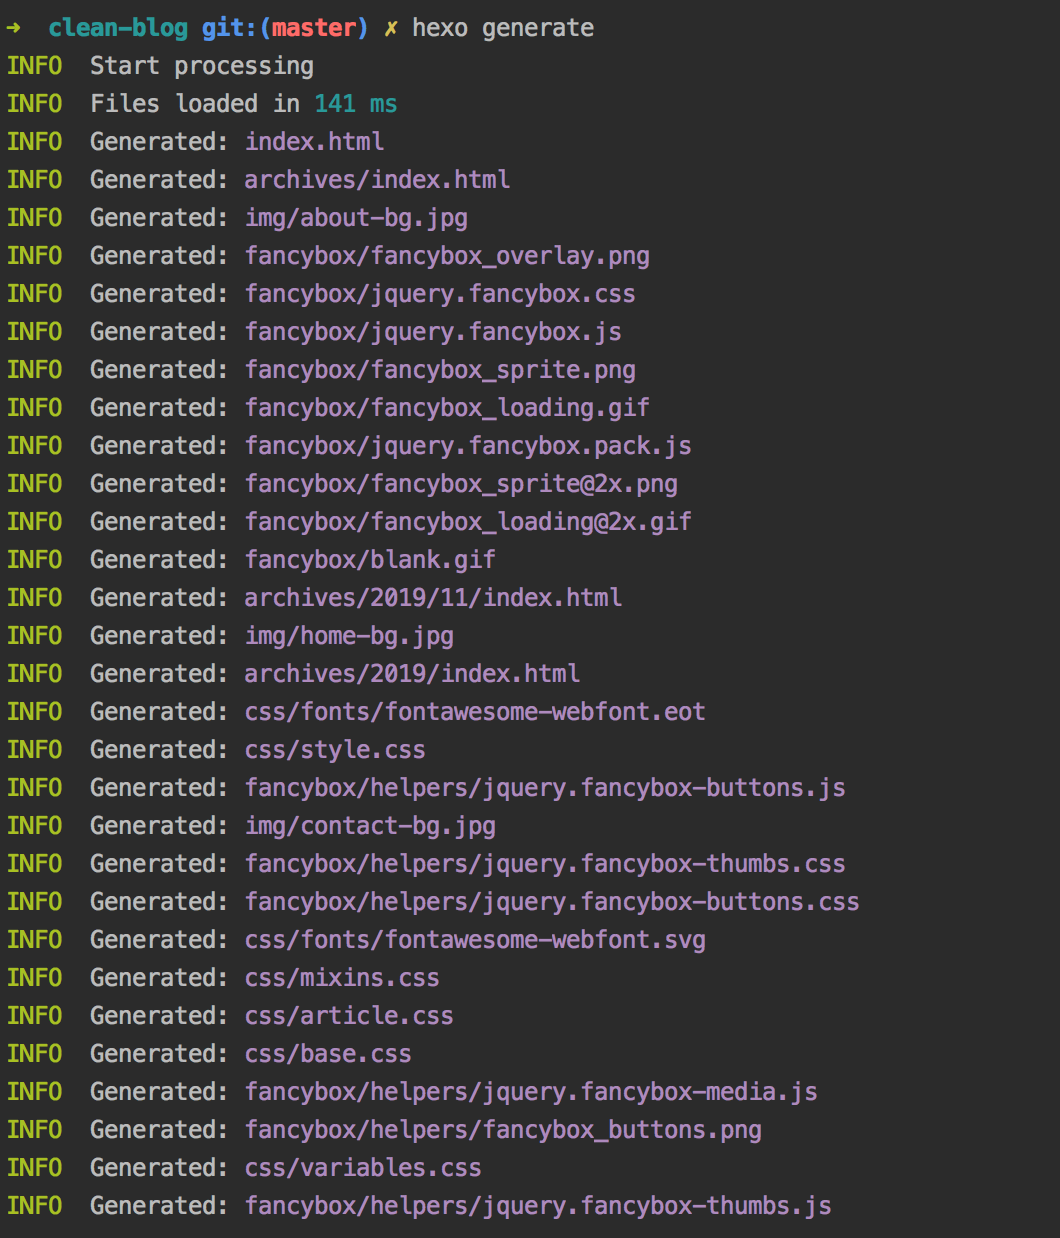 ➜  clean-blog git:(master) ✗ hexo generate
INFO  Start processing
INFO  Files loaded in 141 ms
INFO  Generated: index.html
INFO  Generated: archives/index.html
INFO  Generated: img/about-bg.jpg
INFO  Generated: fancybox/fancybox_overlay.png
INFO  Generated: fancybox/jquery.fancybox.css
INFO  Generated: fancybox/jquery.fancybox.js
INFO  Generated: fancybox/fancybox_sprite.png
INFO  Generated: fancybox/fancybox_loading.gif
INFO  Generated: fancybox/jquery.fancybox.pack.js
INFO  Generated: fancybox/fancybox_sprite@2x.png
INFO  Generated: fancybox/fancybox_loading@2x.gif
INFO  Generated: fancybox/blank.gif
INFO  Generated: archives/2019/11/index.html
INFO  Generated: img/home-bg.jpg
INFO  Generated: archives/2019/index.html
INFO  Generated: css/fonts/fontawesome-webfont.eot
INFO  Generated: css/style.css
INFO  Generated: fancybox/helpers/jquery.fancybox-buttons.js
INFO  Generated: img/contact-bg.jpg
INFO  Generated: fancybox/helpers/jquery.fancybox-thumbs.css
INFO  Generated: fancybox/helpers/jquery.fancybox-buttons.css
INFO  Generated: css/fonts/fontawesome-webfont.svg
INFO  Generated: css/mixins.css
INFO  Generated: css/article.css
INFO  Generated: css/base.css
INFO  Generated: fancybox/helpers/jquery.fancybox-media.js
INFO  Generated: fancybox/helpers/fancybox_buttons.png
INFO  Generated: css/variables.css
INFO  Generated: fancybox/helpers/jquery.fancybox-thumbs.js